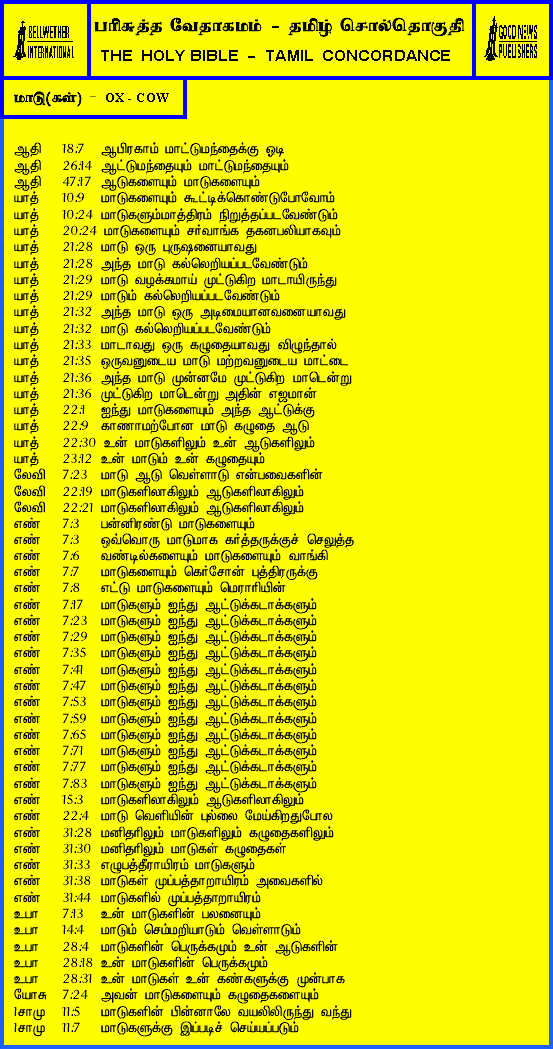 BELLWETHER INTERNATIONAL
பரிசுத்த வேதாகமம் - தமிழ் சொல்தொகுதி
THE HOLY BIBLE - TAMIL CONCORDANCE
GOOD NEWS PUBLISHERS
மாடு(கள்) - OX - COW
ஆதி 18:7 ஆபிரகாம் மாட்டுமந்தைக்கு ஓடி
ஆதி 26:14 ஆட்டுமந்தையும் மாட்டுமந்தையும்
ஆதி 47:17 ஆடுகளையும் மாடுகளையும்
யாத் 10:9 மாடுகளையும் கூட்டிக்கொண்டுபோவோம்
யாத் 10:24 மாடுகளும்மாத்திரம் நிறுத்தப்படவேண்டும்
யாத் 20:24 மாடுகளையும் சர்வாங்க தகனபலியாகவும்
யாத் 21:28 மாடு ஒரு புருஷனையாவது
யாத் 21:28 அந்த மாடு கல்லெறியப்படவேண்டும்
யாத் 21:29 மாடு வழக்கமாய் முட்டுகிற மாடாயிருந்து
யாத் 21:29 மாடும் கல்லெறியப்படவேண்டும்
யாத் 21:32 அந்த மாடு ஒரு அடிமையானவனையாவது
யாத் 21:32 மாடு கல்லெறியப்படவேண்டும்
யாத் 21:33 மாடாவது ஒரு கழுதையாவது விழுந்தால்
யாத் 21:35 ஒருவனுடைய மாடு மற்றவனுடைய மாட்டை
யாத் 21:36 அந்த மாடு முன்னமே முட்டுகிற மாடென்று
யாத் 21:36 முட்டுகிற மாடென்று அதின் எஜமான்
யாத் 22:1 ஐந்து மாடுகளையும் அந்த ஆட்டுக்கு
யாத் 22:9 காணாமற்போன மாடு கழுதை ஆடு
யாத் 22:30 உன் மாடுகளிலும் உன் ஆடுகளிலும்
யாத் 23:12 உன் மாடும் உன் கழுதையும்
லேவி 7:23 மாடு ஆடு வெள்ளாடு என்பவைகளின்
லேவி 22:19 மாடுகளிலாகிலும் ஆடுகளிலாகிலும்
லேவி 22:21 மாடுகளிலாகிலும் ஆடுகளிலாகிலும்
எண் 7:3 பன்னிரண்டு மாடுகளையும்
எண் 7:3 ஒவ்வொரு மாடுமாக கர்த்தருக்குச் செலுத்த
எண் 7:6 வண்டில்களையும் மாடுகளையும் வாங்கி
எண் 7:7 மாடுகளையும் கெர்சோன் புத்திரருக்கு
எண் 7:8 எட்டு மாடுகளையும் மெராரியின்
எண் 7:17 மாடுகளும் ஐந்து ஆட்டுக்கடாக்களும்
எண் 7:23 மாடுகளும் ஐந்து ஆட்டுக்கடாக்களும்
எண் 7:29 மாடுகளும் ஐந்து ஆட்டுக்கடாக்களும்
எண் 7:35 மாடுகளும் ஐந்து ஆட்டுக்கடாக்களும்
எண் 7:41 மாடுகளும் ஐந்து ஆட்டுக்கடாக்களும்
எண் 7:47 மாடுகளும் ஐந்து ஆட்டுக்கடாக்களும்
எண் 7:53 மாடுகளும் ஐந்து ஆட்டுக்கடாக்களும்
எண் 7:59 மாடுகளும் ஐந்து ஆட்டுக்கடாக்களும்
எண் 7:65 மாடுகளும் ஐந்து ஆட்டுக்கடாக்களும்
எண் 7:71 மாடுகளும் ஐந்து ஆட்டுக்கடாக்களும்
எண் 7:77 மாடுகளும் ஐந்து ஆட்டுக்கடாக்களும்
எண் 7:83 மாடுகளும் ஐந்து ஆட்டுக்கடாக்களும்
எண் 15:3 மாடுகளிலாகிலும் ஆடுகளிலாகிலும்
எண் 22:4 மாடு வெளியின் புல்லை மேய்கிறதுபோல
எண் 31:28 மனிதரிலும் மாடுகளிலும் கழுதைகளிலும்
எண் 31:30 மனிதரிலும் மாடுகள் கழுதைகள்
எண் 31:33 எழுபத்தீராயிரம் மாடுகளும்
எண் 31:38 மாடுகள் முப்பத்தாறாயிரம் அவைகளில்
எண் 31:44 மாடுகளில் முப்பத்தாறாயிரம்
உபா 7:13 உன் மாடுகளின் பலனையும்
உபா 14:4 மாடும் செம்மறியாடும் வெள்ளாடும்
உபா 28:4 மாடுகளின் பெருக்கமும் உன் ஆடுகளின்
உபா 28:18 உன் மாடுகளின் பெருக்கமும்
உபா 28:31 உன் மாடுகள் உன் கண்களுக்கு முன்பாக
யோசு 7:24 அவன் மாடுகளையும் கழுதைகளையும்
1சாமு 11:5 மாடுகளின் பின்னாலே வயலிலிருந்து வந்து
1சாமு 11:7 மாடுகளுக்கு இப்படிச் செய்யப்படும்